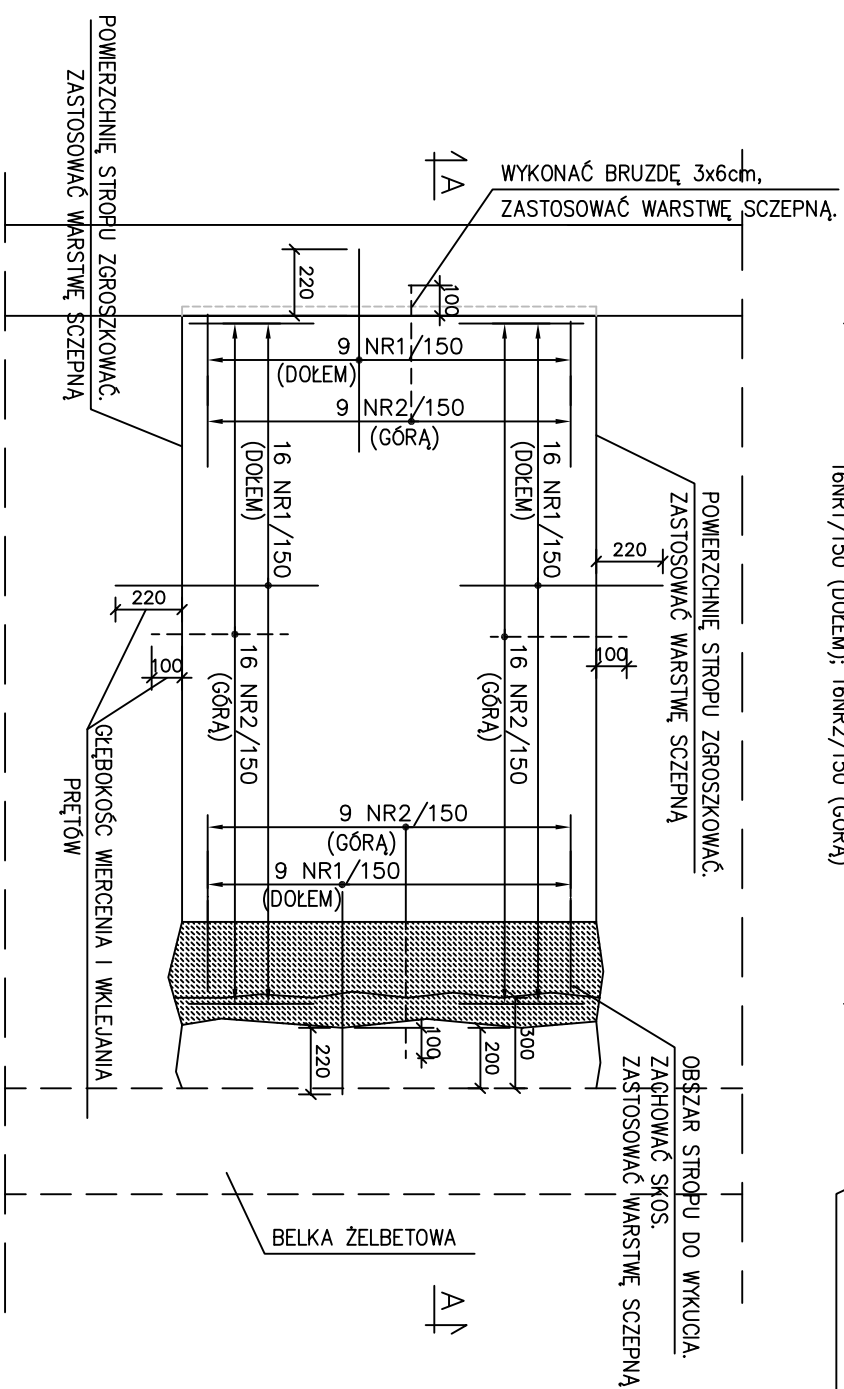 WYKONAĆ BRUZDĘ 3x6cm,
ZASTOSOWAĆ WARSTWĘ SCZEPNĄ.
A
POWIERZCHNIĘ STROPU ZGROSZKOWAĆ.
ZASTOSOWAĆ WARSTWĘ SCZEPNĄ
220
100
9 NR1/150
(DOŁEM)
9 NR2/150
(GÓRĄ)
16 NR1/150
(DOŁEM)
16 NR1/150
(DOŁEM)
16NR1/150 (DOŁEM); 16NR2/150 (GÓRĄ)
POWIERZCHNIĘ STROPU ZGROSZKOWAĆ.
ZASTOSOWAĆ WARSTWĘ SCZEPNĄ
220
100
220
100
16 NR2/150
(GÓRĄ)
16 NR2/150
(GÓRĄ)
GŁĘBOKOŚC WIERCENIA I WKLEJANIA
PRĘTÓW
9 NR2/150
(GÓRĄ)
9 NR1/150
(DOŁEM)
220
100
200
300
OBSZAR STROPU DO WYKUCIA.
ZACHOWAĆ SKOS.
ZASTOSOWAĆ WARSTWĘ SCZEPNĄ
BELKA ŻELBETOWA
A